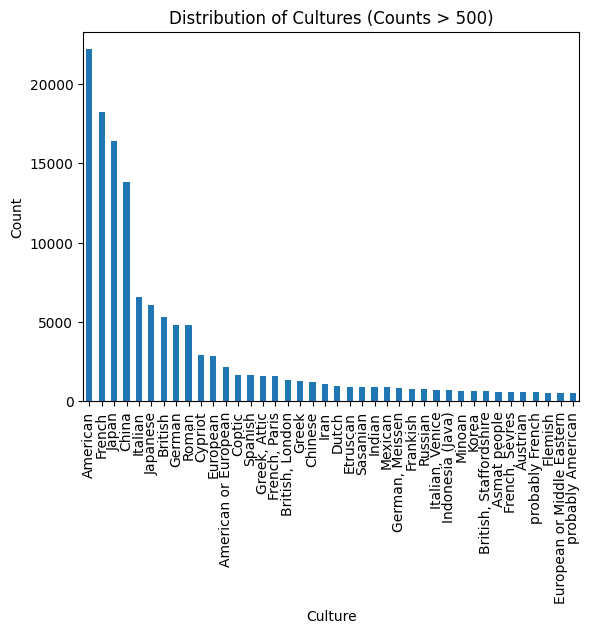 Distribution of Cultures (Counts > 500)
Count
20000
15000
10000
5000
0
American
French
Japan
China
Italian
Japanese
British
German
Roman
Cypriot
European
American or European
Coptic
Spanish
Greek, Attic
French, Paris
British, London
Greek
Chinese
Iran
Dutch
Etruscan
Sasanian
Indian
Mexican
German, Meissen
Frankish
Russian
Italian, Venice
Indonesia (Java)
Minoan
Korea
British, Staffordshire
Asmat people
French, Sèvres
Austrian
probably French
Flemish
European or Middle Eastern
probably American
Culture